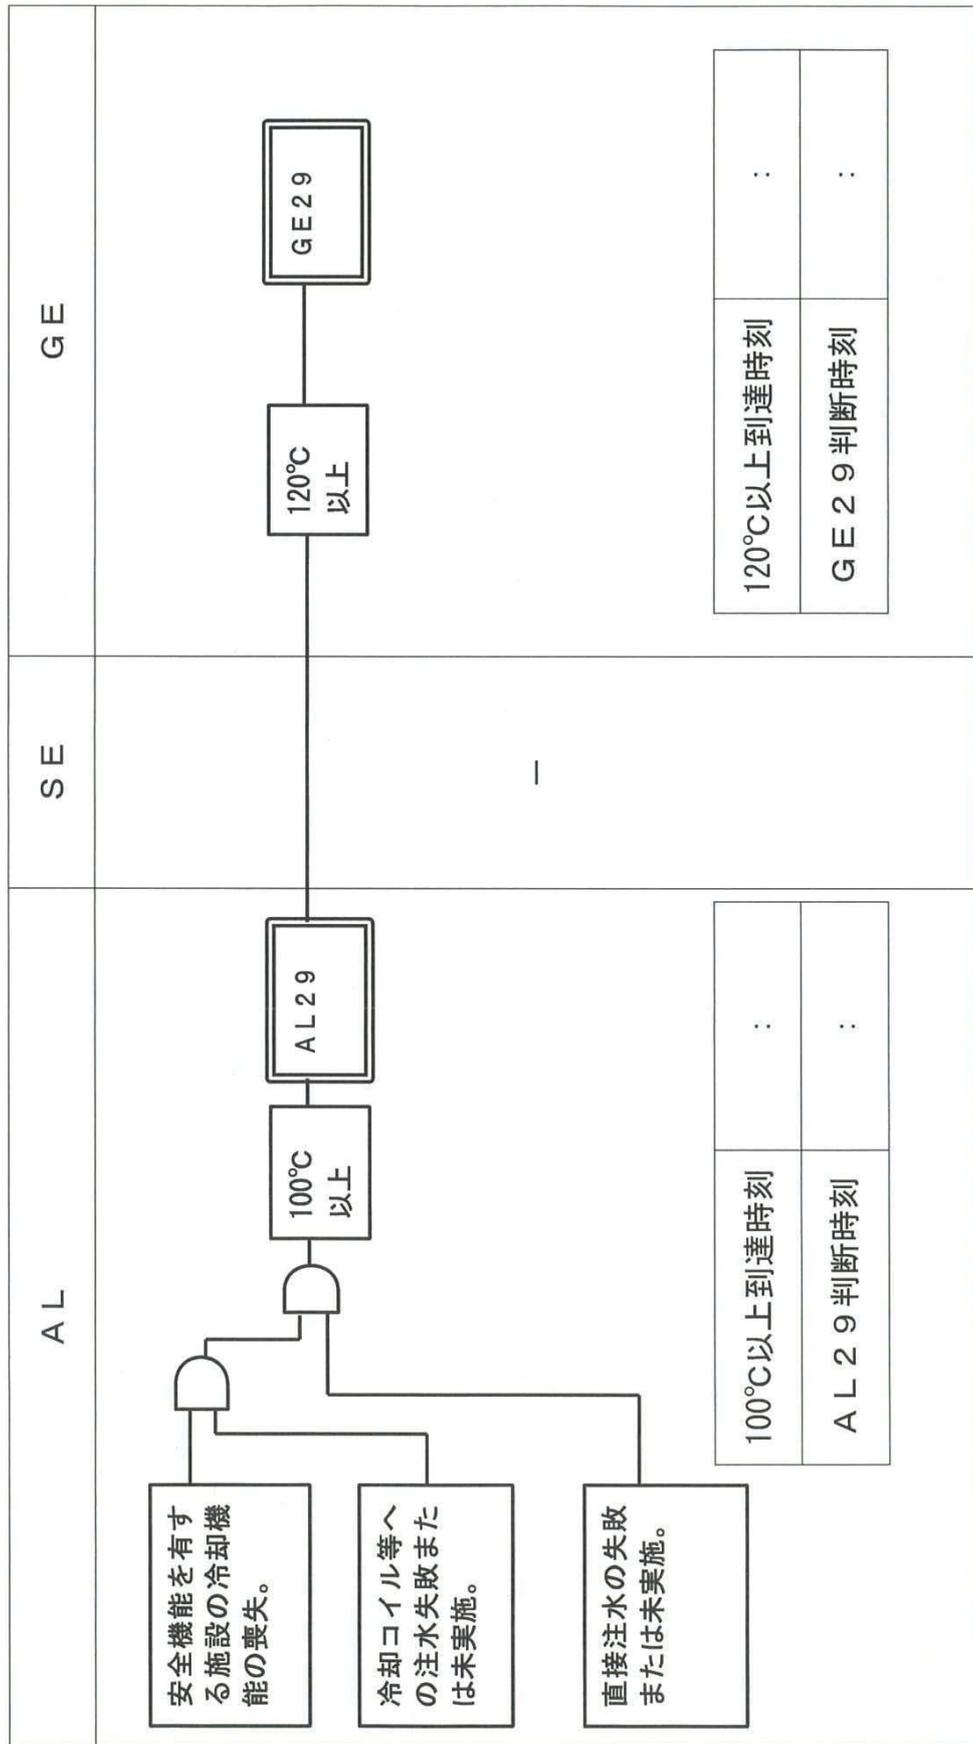 AL
SE
GE
安全機能を有す
る施設の冷却機
能の喪失。
冷却コイル等へ
の注水失敗また
は未実施。
直接注水の失敗
または未実施。
100℃
以上
AL29
120℃
以上
GE29
－
100℃以上到達時刻 :
AL29判断時刻 :
120℃以上到達時刻 :
GE29判断時刻 :